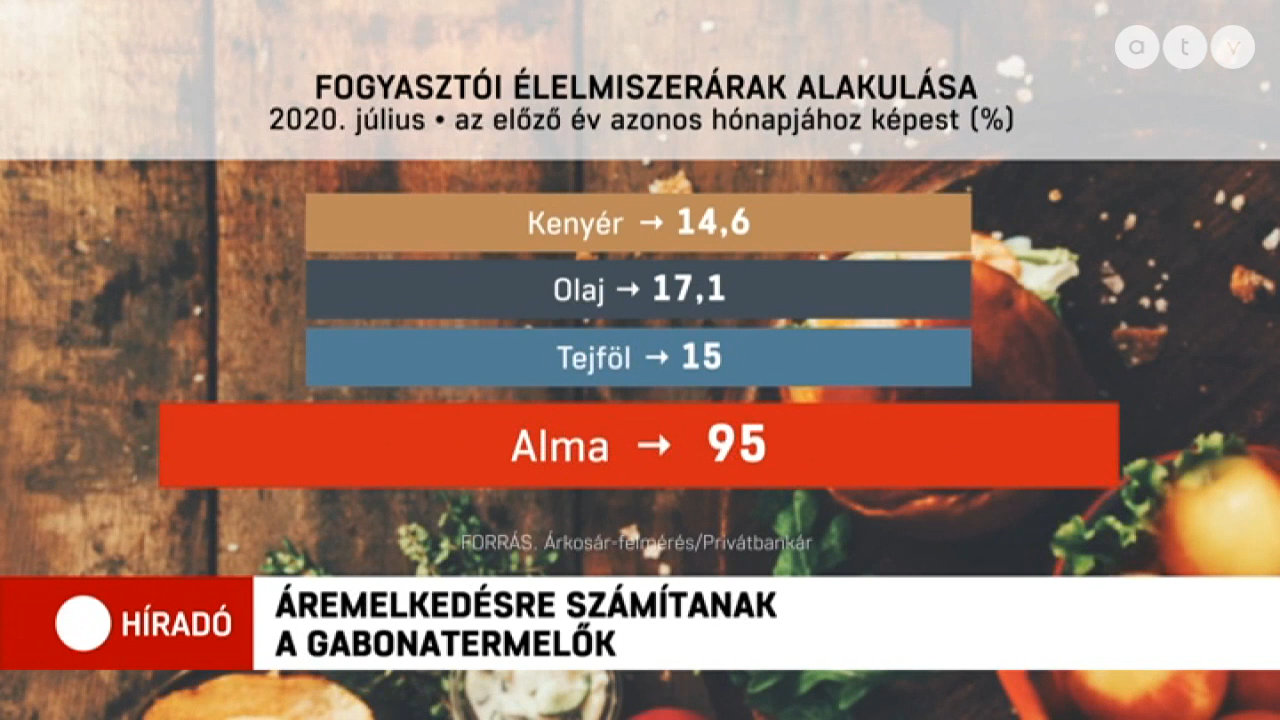 atv
FOGYASZTÓI ÉLELMISZERÁRAK ALAKULÁSA
2020. július • az előző év azonos hónapjához képest (%)
Kenyér → 14,6
Olaj → 17,1
Tejföl → 15
Alma → 95
FORRÁS. Árkosár-felmérés/Privátbankár
HÍRADÓ
ÁREMELKEDÉSRE SZÁMÍTANAK
A GABONATERMELŐK